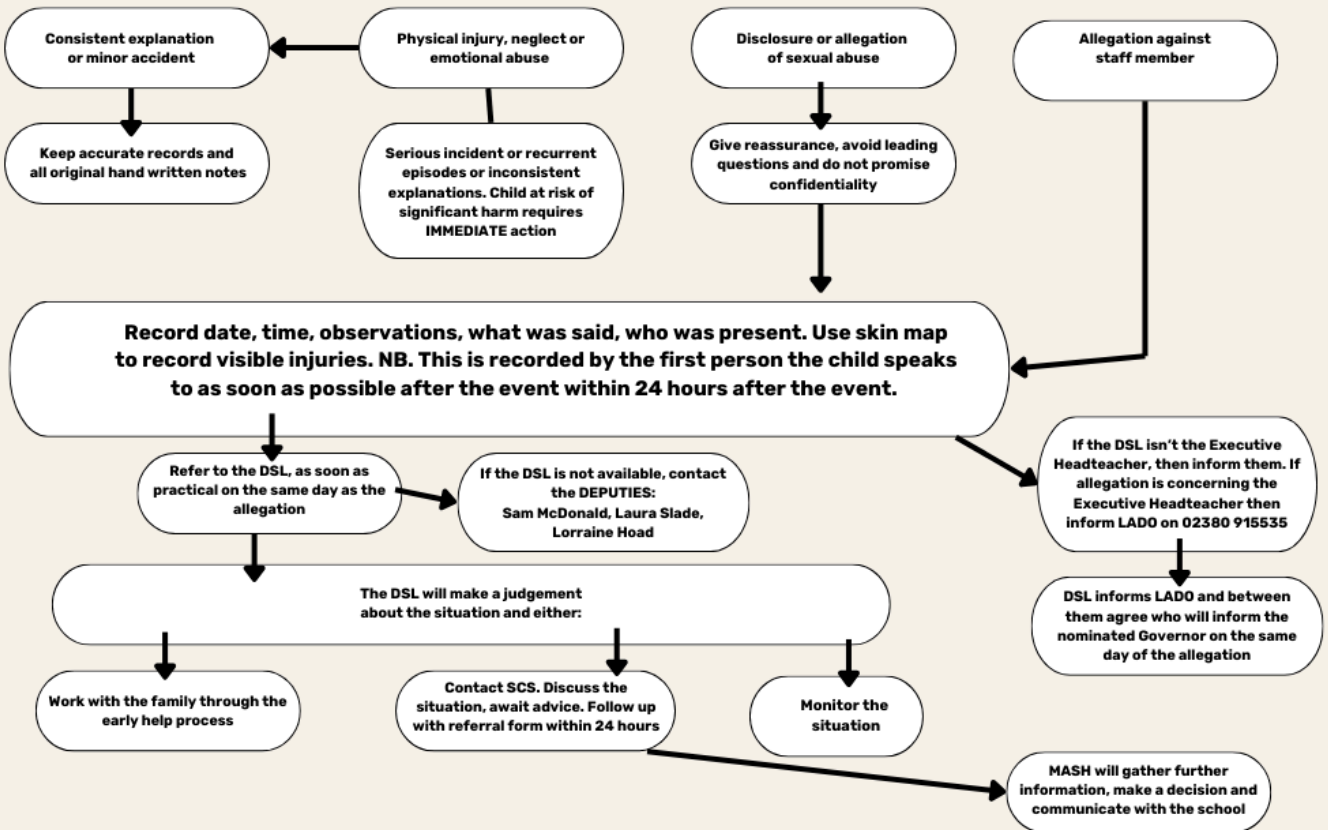 Consistent explanation
or minor accident
Physical injury, neglect or
emotional abuse
Disclosure or allegation
of sexual abuse
Allegation against
staff member
Keep accurate records and
all original hand written notes
Serious incident or recurrent
episodes or inconsistent
explanations. Child at risk of
significant harm requires
IMMEDIATE action
Give reassurance, avoid leading
questions and do not promise
confidentiality
Record date, time, observations, what was said, who was present. Use skin map
to record visible injuries. NB. This is recorded by the first person the child speaks
to as soon as possible after the event within 24 hours after the event.
Refer to the DSL, as soon as
practical on the same day as the
allegation
If the DSL is not available, contact
the DEPUTIES:
Sam McDonald, Laura Slade,
Lorraine Hoad
If the DSL isn't the Executive
Headteacher, then inform them. If
allegation is concerning the
Executive Headteacher then
inform LADO on 02380 915535
The DSL will make a judgement
about the situation and either:
DSL informs LADO and between
them agree who will inform the
nominated Governor on the same
day of the allegation
Work with the family through the
early help process
Contact SCS. Discuss the
situation, await advice. Follow up
with referral form within 24 hours
Monitor the
situation
MASH will gather further
information, make a decision and
communicate with the school